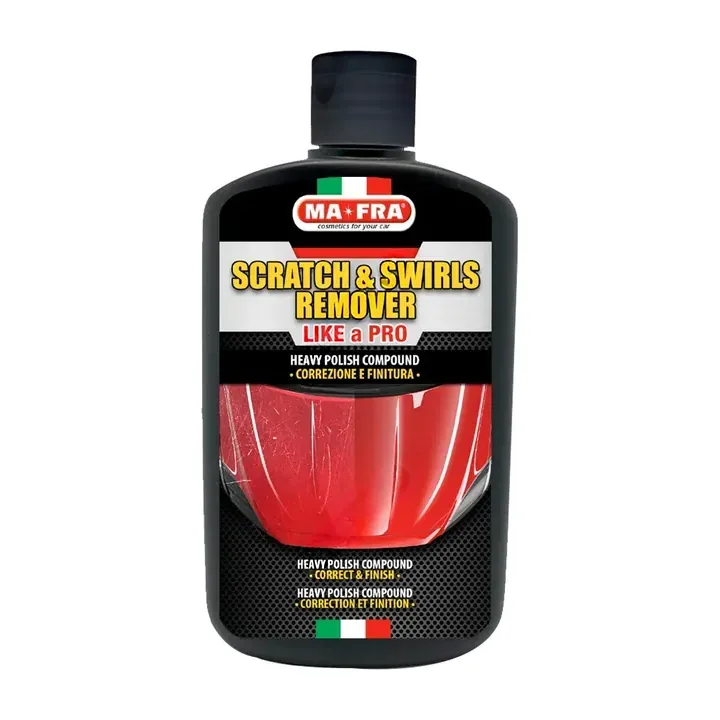 MA★FRA®
cosmetics for your car
SCRATCH & SWIRLS
REMOVER
LIKE a PRO
HEAVY POLISH COMPOUND
• CORREZIONE E FINITURA •
HEAVY POLISH COMPOUND
• CORRECT & FINISH •
HEAVY POLISH COMPOUND
• CORRECTION ET FINITION •